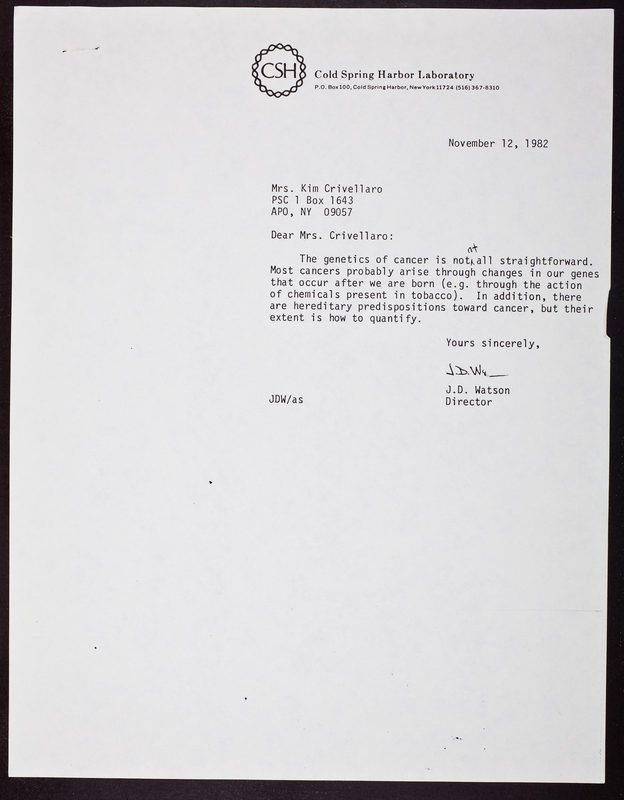 CSH
Cold Spring Harbor Laboratory
P.O. Box 100, Cold Spring Harbor, New York 11724 (516) 367-8310
November 12, 1982
Mrs. Kim Crivellaro
PSC 1 Box 1643
APO, NY 09057
Dear Mrs. Crivellaro:
at
The genetics of cancer is not all straightforward.
Most cancers probably arise through changes in our genes
that occur after we are born (e.g. through the action
of chemicals present in tobacco). In addition, there
are hereditary predispositions toward cancer, but their
extent is how to quantify.
Yours sincerely,
J.D. W
J.D. Watson
Director
JDW/as